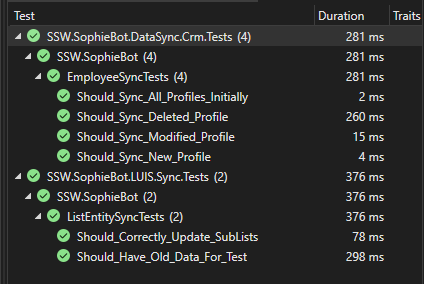 Test Duration Traits
SSW.SophieBot.DataSync.Crm.Tests (4) 281 ms
SSW.SophieBot (4) 281 ms
EmployeeSyncTests (4) 281 ms
Should_Sync_All_Profiles_Initially 2 ms
Should_Sync_Deleted_Profile 260 ms
Should_Sync_Modified_Profile 15 ms
Should_Sync_New_Profile 4 ms
SSW.SophieBot.LUIS.Sync.Tests (2) 376 ms
SSW.SophieBot (2) 376 ms
ListEntitySyncTests (2) 376 ms
Should_Correctly_Update_SubLists 78 ms
Should_Have_Old_Data_For_Test 298 ms